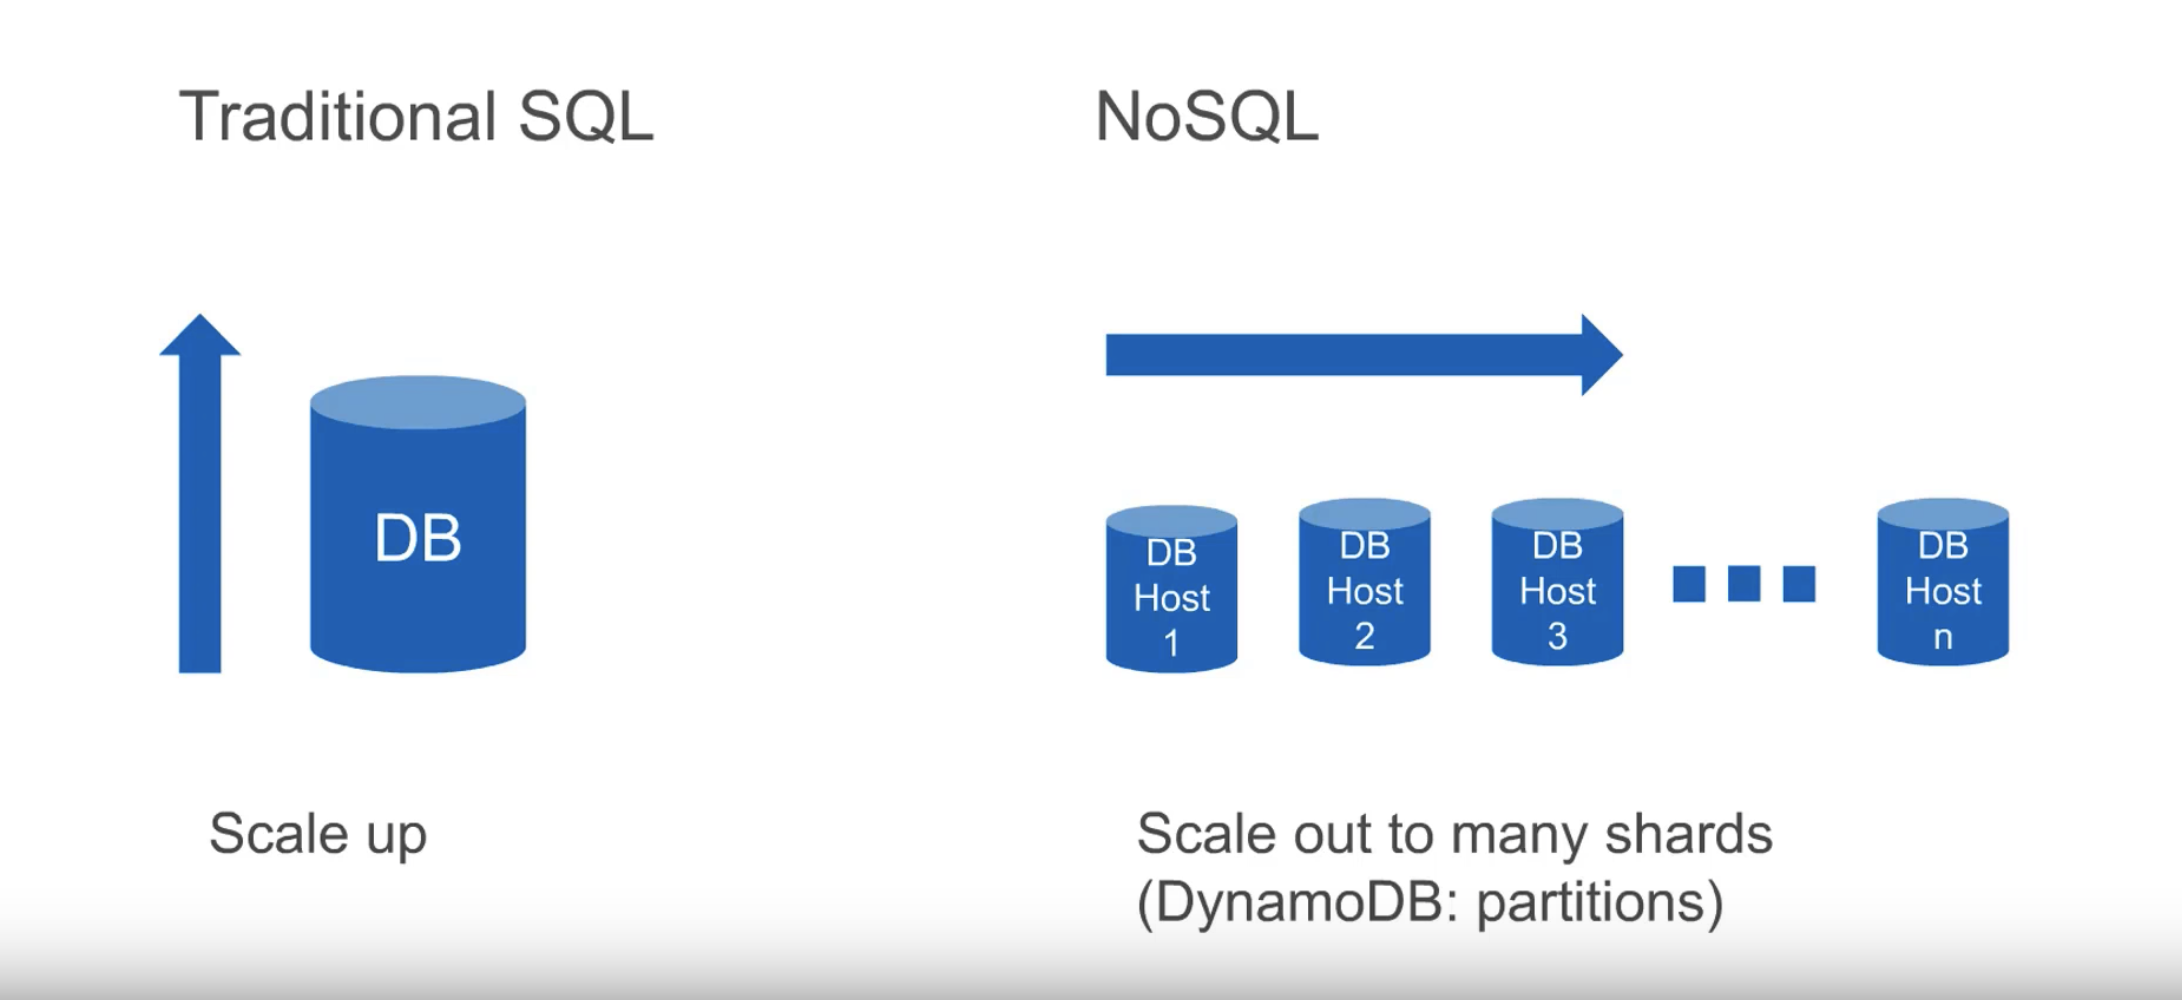 Traditional SQL
NoSQL
DB
DB
Host
1
DB
Host
2
DB
Host
3
DB
Host
n
Scale up
Scale out to many shards
(DynamoDB: partitions)